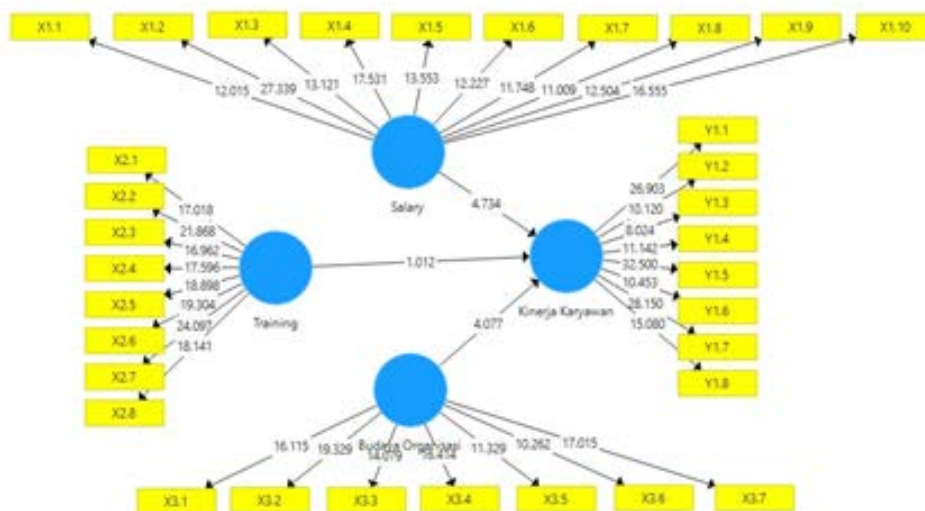 X1.1 X1.2 X1.3 X1.4 X1.5 X1.6 X1.7 X1.8 X1.9 X1.10
12.015 27.339 13.121 17.531 13.553 12.227 11.748 11.009 12.504 16.555
Salary
4.734
X2.1
X2.2
X2.3
X2.4
X2.5
X2.6
X2.7
X2.8
17.018
21.868
16.962
17.596
18.898
19.304
24.097
18.141
Training
1.012
Y1.1
Y1.2
Y1.3
Y1.4
Y1.5
Y1.6
Y1.7
Y1.8
26.903
10.120
8.024
11.142
32.500
10.453
28.150
15.080
Kinerja Karyawan
4.077
Budaya Organisasi
16.115 19.329 14.079 11.329 10.262 17.015
X3.1 X3.2 X3.3 X3.4 X3.5 X3.6 X3.7